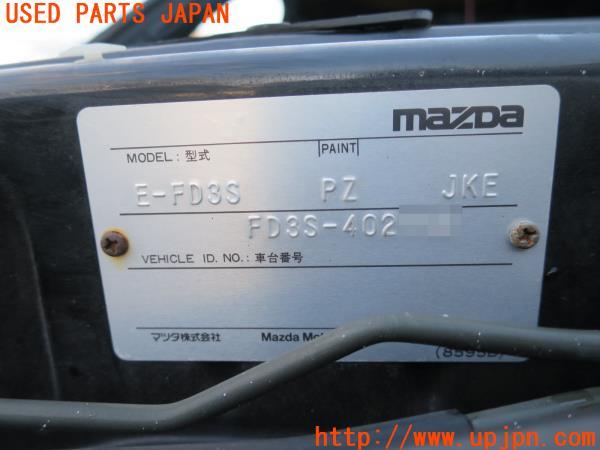 USED PARTS JAPAN
mazda
MODEL : 型式 PAINT
E-FD3S PZ JKE
FD3S-402
VEHICLE ID. NO. : 車台番号
マツダ株式会社 Mazda
(8595B)
http://www.upjpn.com